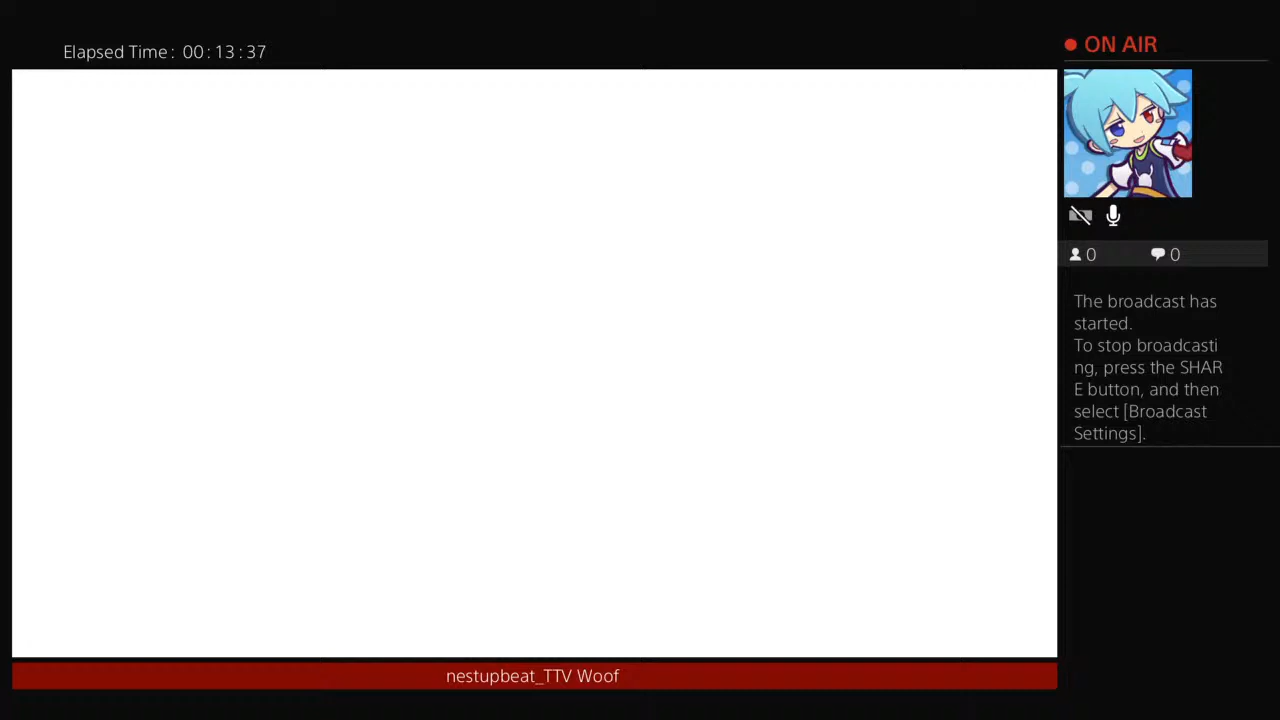 Elapsed Time: 00:13:37
ON AIR
0 0
The broadcast has
started.
To stop broadcasti
ng, press the SHAR
E button, and then
select [Broadcast
Settings].
nestupbeat_TTV Woof